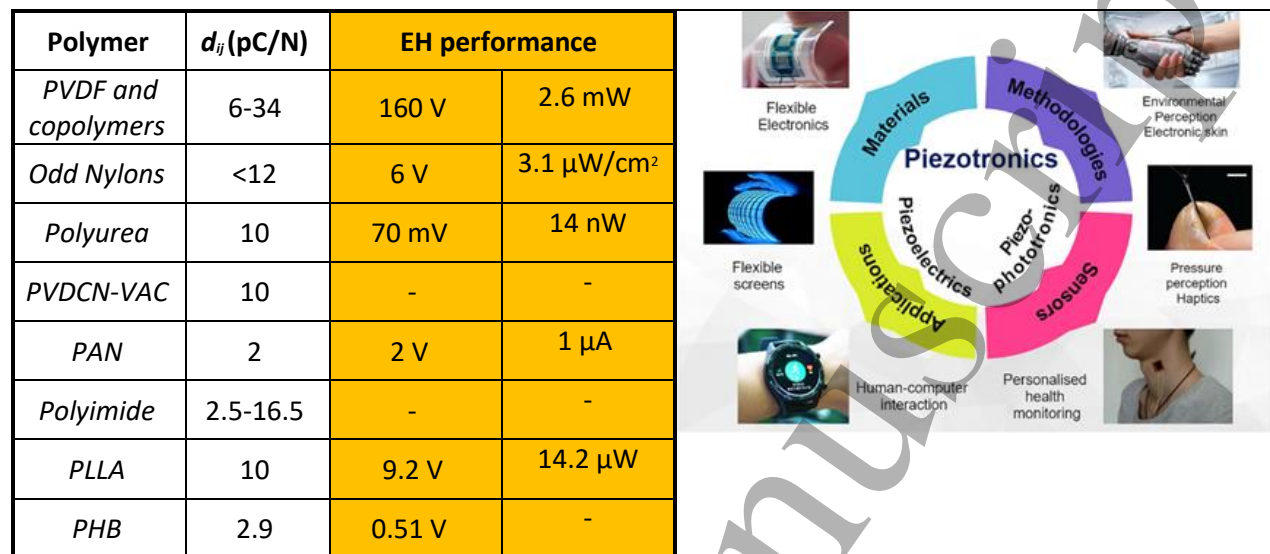 Polymer d_ij (pC/N) EH performance
PVDF and
copolymers 6-34 160 V 2.6 mW
Odd Nylons <12 6 V 3.1 µW/cm²
Polyurea 10 70 mV 14 nW
PVDCN-VAC 10 - -
PAN 2 2 V 1 µA
Polyimide 2.5-16.5 - -
PLLA 10 9.2 V 14.2 µW
PHB 2.9 0.51 V -
Flexible
Electronics
Materials
Methodologies
Environmental
Perception
Electronic skin
Piezotronics
Piezoelectrics
Piezo-
phototronics
Flexible
screens
Applications
Sensors
Pressure
perception
Haptics
Human-computer
interaction
Personalised
health
monitoring
nuscrip